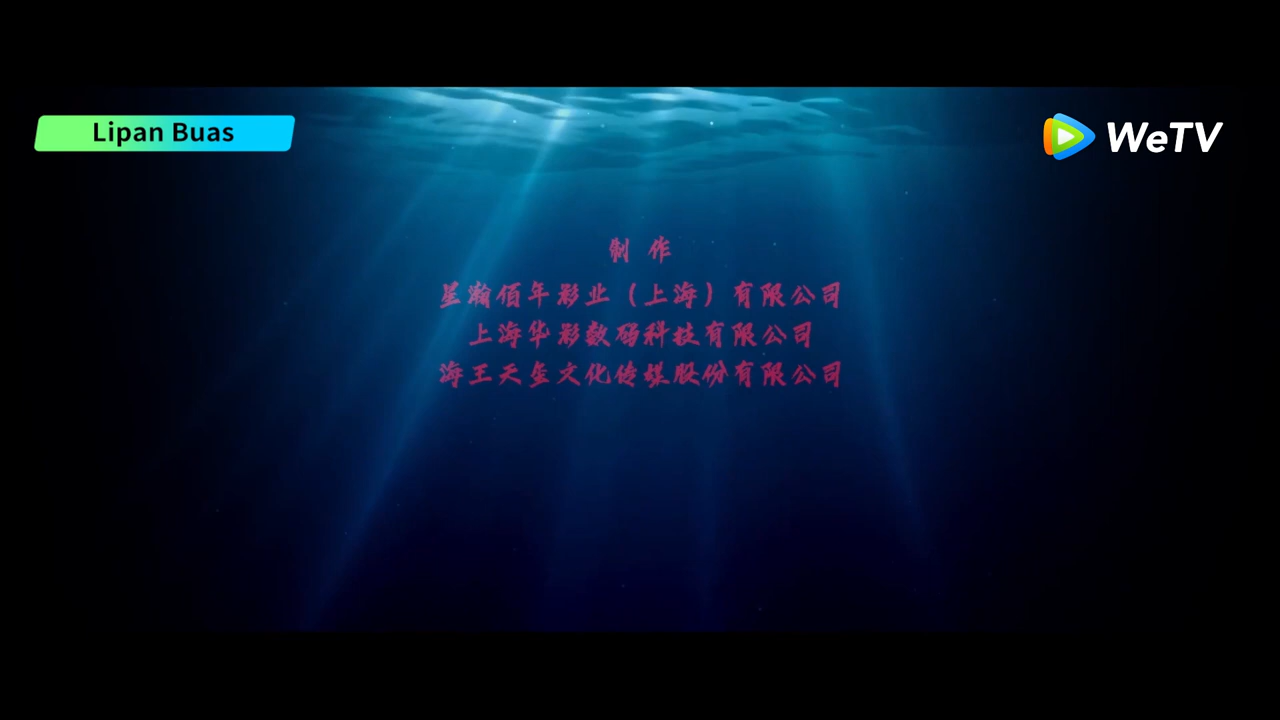 Lipan Buas
WeTV
制作
星瀚佰年影业（上海）有限公司
上海华影数码科技有限公司
海王天玺文化传媒股份有限公司